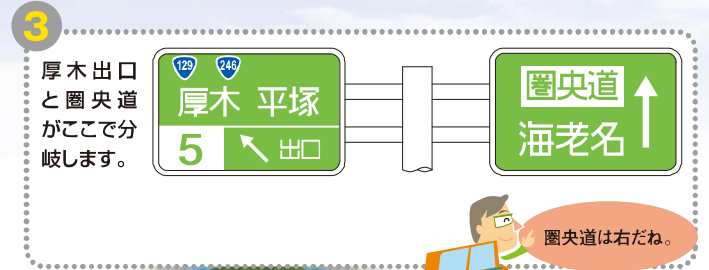 3
厚木出口
と圏央道
がここで分
岐します。
129 246
厚木 平塚
5 出口
圏央道
海老名
圏央道は右だね。